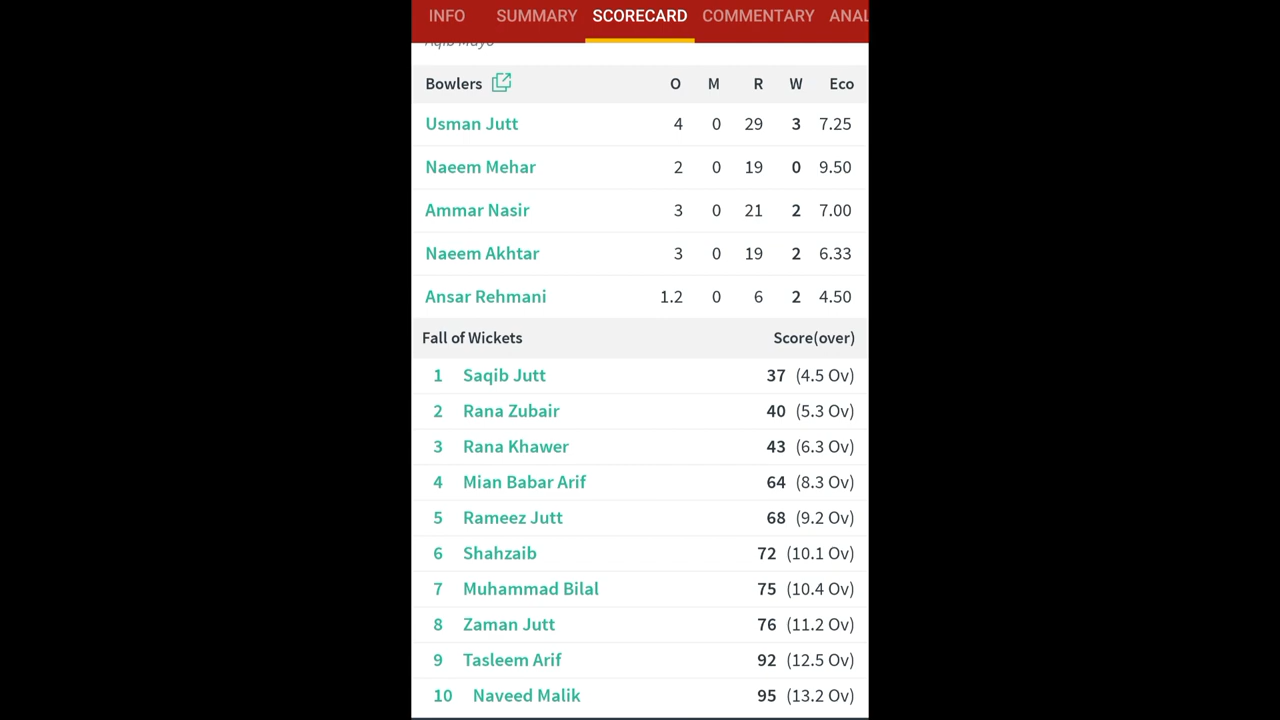 INFO SUMMARY SCORECARD COMMENTARY ANAL
Bowlers O M R W Eco
Usman Jutt 4 0 29 3 7.25
Naeem Mehar 2 0 19 0 9.50
Ammar Nasir 3 0 21 2 7.00
Naeem Akhtar 3 0 19 2 6.33
Ansar Rehmani 1.2 0 6 2 4.50
Fall of Wickets Score(over)
1 Saqib Jutt 37 (4.5 Ov)
2 Rana Zubair 40 (5.3 Ov)
3 Rana Khawer 43 (6.3 Ov)
4 Mian Babar Arif 64 (8.3 Ov)
5 Rameez Jutt 68 (9.2 Ov)
6 Shahzaib 72 (10.1 Ov)
7 Muhammad Bilal 75 (10.4 Ov)
8 Zaman Jutt 76 (11.2 Ov)
9 Tasleem Arif 92 (12.5 Ov)
10 Naveed Malik 95 (13.2 Ov)